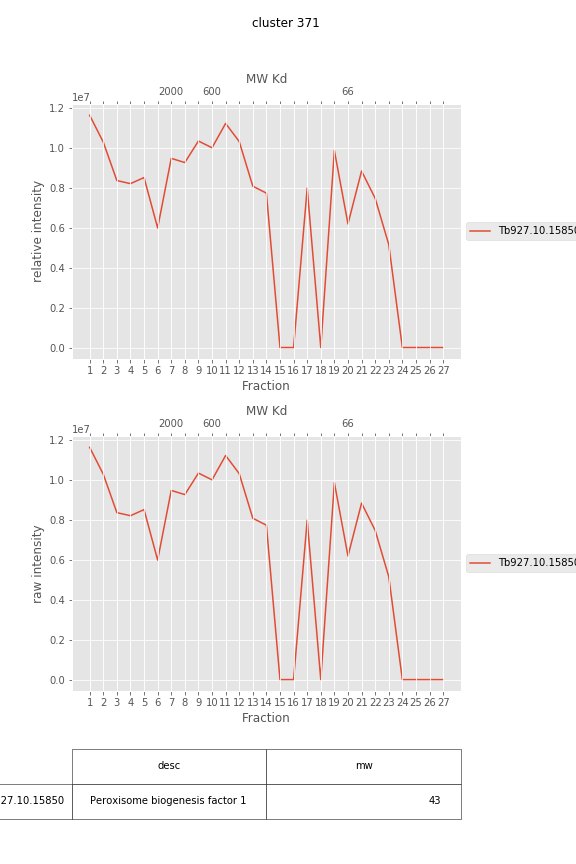 cluster 371
MW Kd
1e7
2000 600 66
1.2
1.0
0.8
0.6
0.4
0.2
0.0
relative intensity
Tb927.10.15850
1 2 3 4 5 6 7 8 9 10 11 12 13 14 15 16 17 18 19 20 21 22 23 24 25 26 27
Fraction
MW Kd
1e7
2000 600 66
1.2
1.0
0.8
0.6
0.4
0.2
0.0
raw intensity
Tb927.10.15850
1 2 3 4 5 6 7 8 9 10 11 12 13 14 15 16 17 18 19 20 21 22 23 24 25 26 27
Fraction
desc mw
27.10.15850 Peroxisome biogenesis factor 1 43